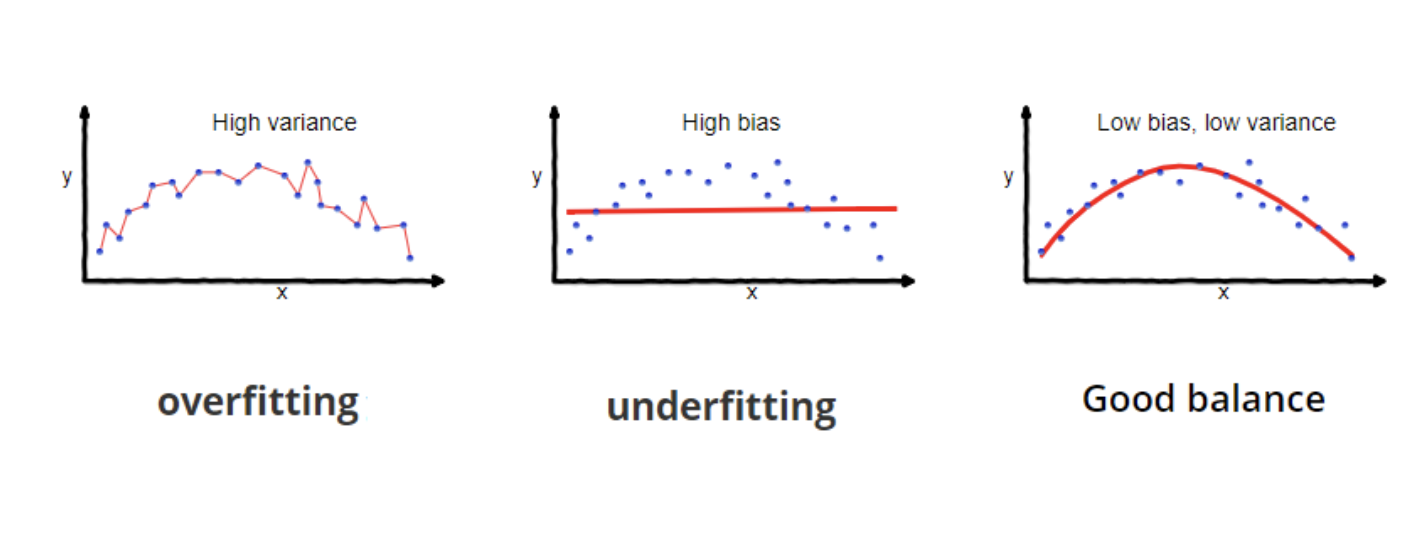 High variance
y
x
overfitting
High bias
y
x
underfitting
Low bias, low variance
y
x
Good balance